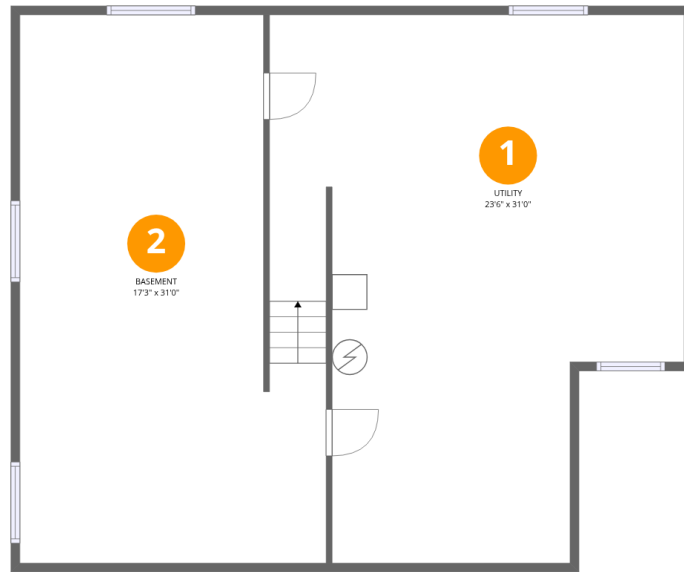 1
UTILITY
23'6" x 31'0"
2
BASEMENT
17'3" x 31'0"